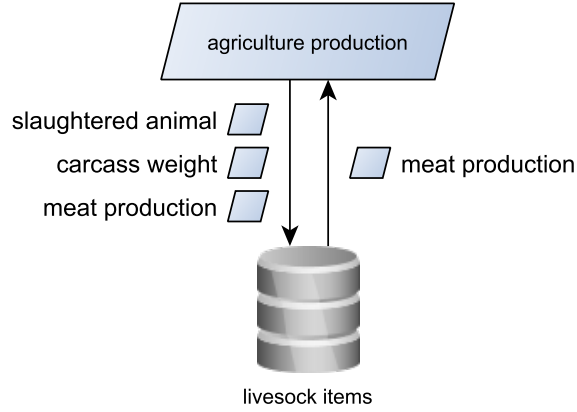 agriculture production
slaughtered animal
carcass weight
meat production
meat production
livesock items